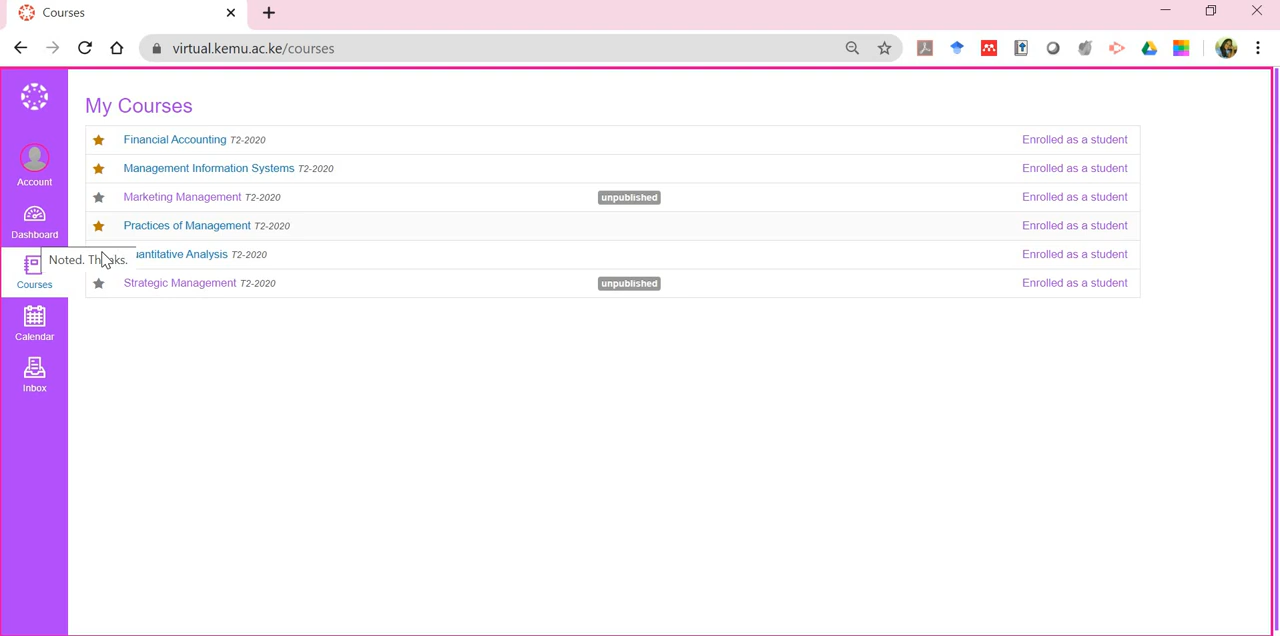 Courses
virtual.kemu.ac.ke/courses
My Courses
Financial Accounting T2-2020 Enrolled as a student
Management Information Systems T2-2020 Enrolled as a student
Marketing Management T2-2020 unpublished Enrolled as a student
Practices of Management T2-2020 Enrolled as a student
uantitative Analysis T2-2020 Enrolled as a student
Strategic Management T2-2020 unpublished Enrolled as a student
Account
Dashboard
Noted. Thanks.
Courses
Calendar
Inbox